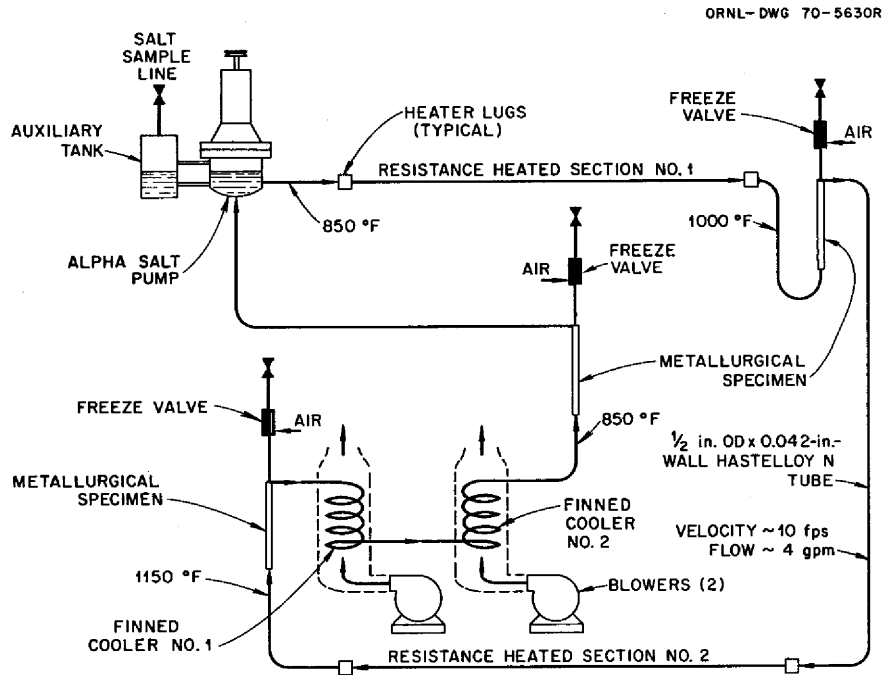 ORNL-DWG 70-5630R
SALT
SAMPLE
LINE
AUXILIARY
TANK
HEATER LUGS
(TYPICAL)
FREEZE
VALVE
AIR
RESISTANCE HEATED SECTION NO. 1
850 °F
1000 °F
ALPHA SALT
PUMP
AIR
FREEZE
VALVE
METALLURGICAL
SPECIMEN
FREEZE VALVE
AIR
850 °F
1/2 in. OD x 0.042-in.-
WALL HASTELLOY N
TUBE
METALLURGICAL
SPECIMEN
FINNED
COOLER
NO. 2
VELOCITY ~ 10 fps
FLOW ~ 4 gpm
1150 °F
BLOWERS (2)
FINNED
COOLER NO. 1
RESISTANCE HEATED SECTION NO. 2